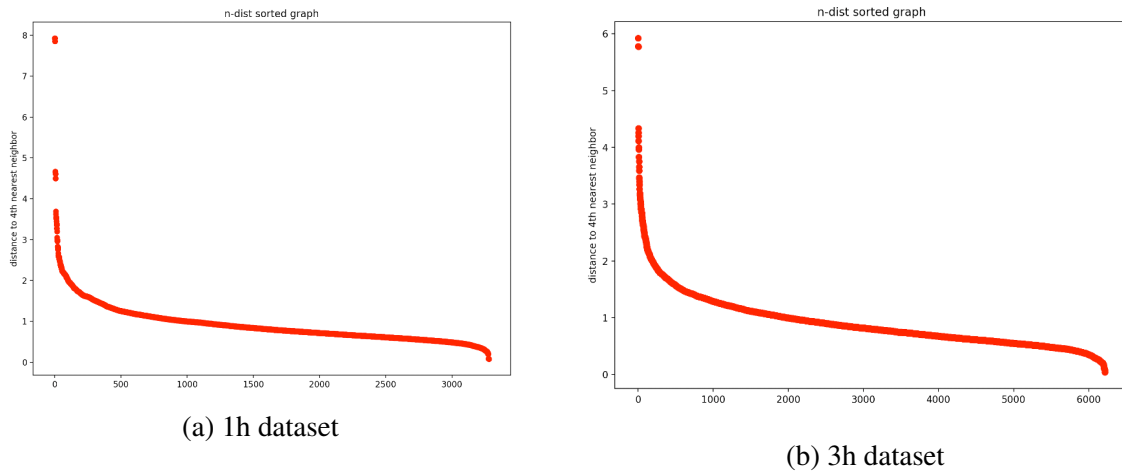 n-dist sorted graph
distance to 4th nearest neighbor
8
7
6
5
4
3
2
1
0
0 500 1000 1500 2000 2500 3000
(a) 1h dataset
n-dist sorted graph
distance to 4th nearest neighbor
6
5
4
3
2
1
0
0 1000 2000 3000 4000 5000 6000
(b) 3h dataset